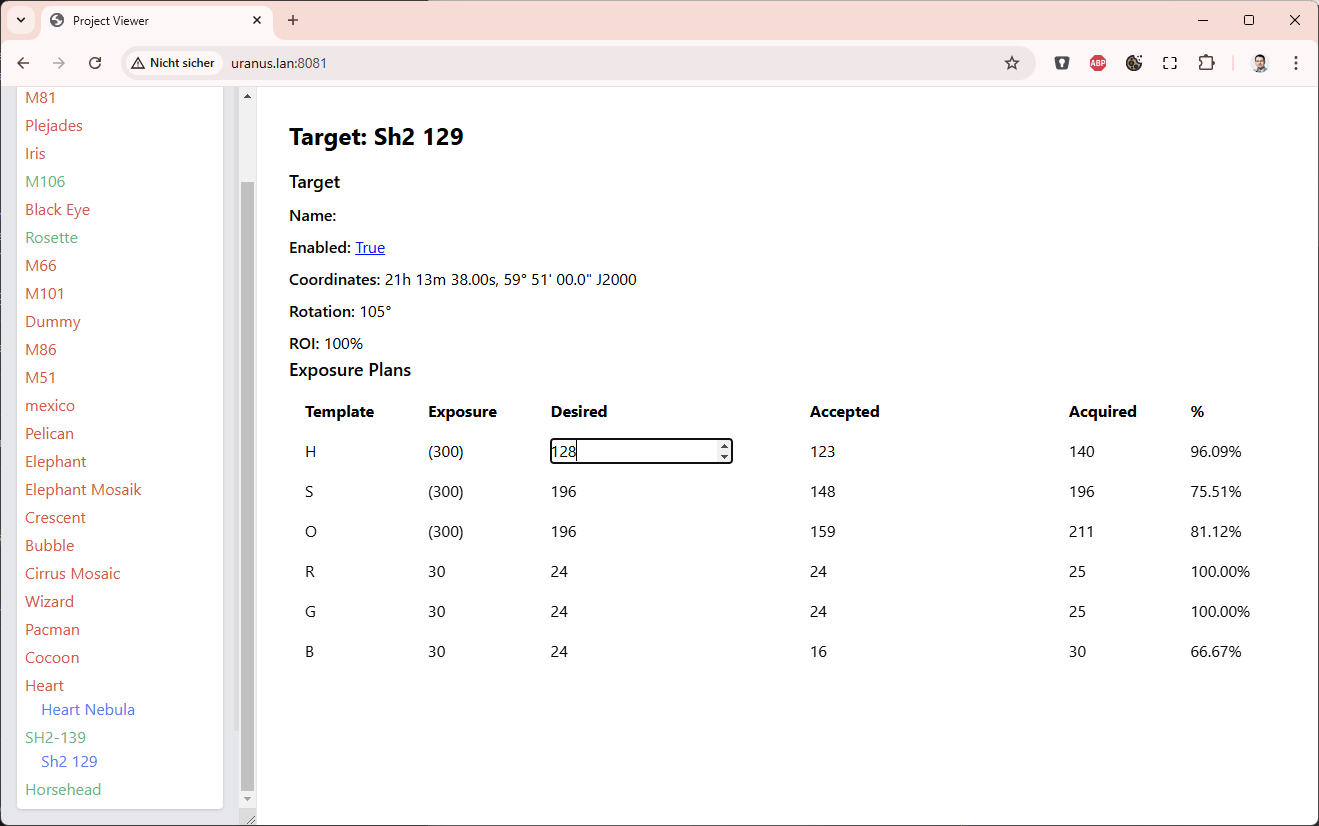 Project Viewer
Nicht sicher uranus.lan:8081
ABP
M81
Plejades
Iris
M106
Black Eye
Rosette
M66
M101
Dummy
M86
M51
mexico
Pelican
Elephant
Elephant Mosaik
Crescent
Bubble
Cirrus Mosaic
Wizard
Pacman
Cocoon
Heart
Heart Nebula
SH2-139
Sh2 129
Horsehead
Target: Sh2 129
Target
Name:
Enabled: True
Coordinates: 21h 13m 38.00s, 59° 51' 00.0" J2000
Rotation: 105°
ROI: 100%
Exposure Plans
Template Exposure Desired Accepted Acquired %
H (300) 128 123 140 96.09%
S (300) 196 148 196 75.51%
O (300) 196 159 211 81.12%
R 30 24 24 25 100.00%
G 30 24 24 25 100.00%
B 30 24 16 30 66.67%